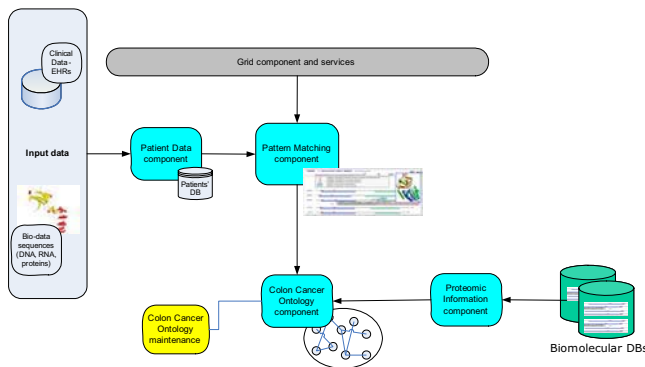 Clinical
Data -
EHRs
Grid component and services
Input data
Patient Data
component
Patients'
DB
Pattern Matching
component
Bio-data
sequences
(DNA, RNA,
proteins)
Colon Cancer
Ontology
component
Proteomic
Information
component
Colon Cancer
Ontology
maintenance
Biomolecular DBs